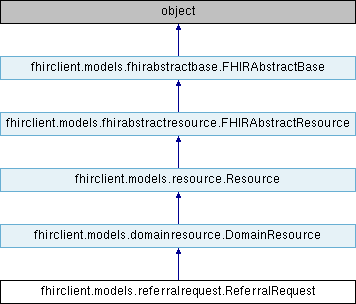 object
fhirclient.models.fhirabstractbase.FHIRAbstractBase
fhirclient.models.fhirabstractresource.FHIRAbstractResource
fhirclient.models.resource.Resource
fhirclient.models.domainresource.DomainResource
fhirclient.models.referralrequest.ReferralRequest